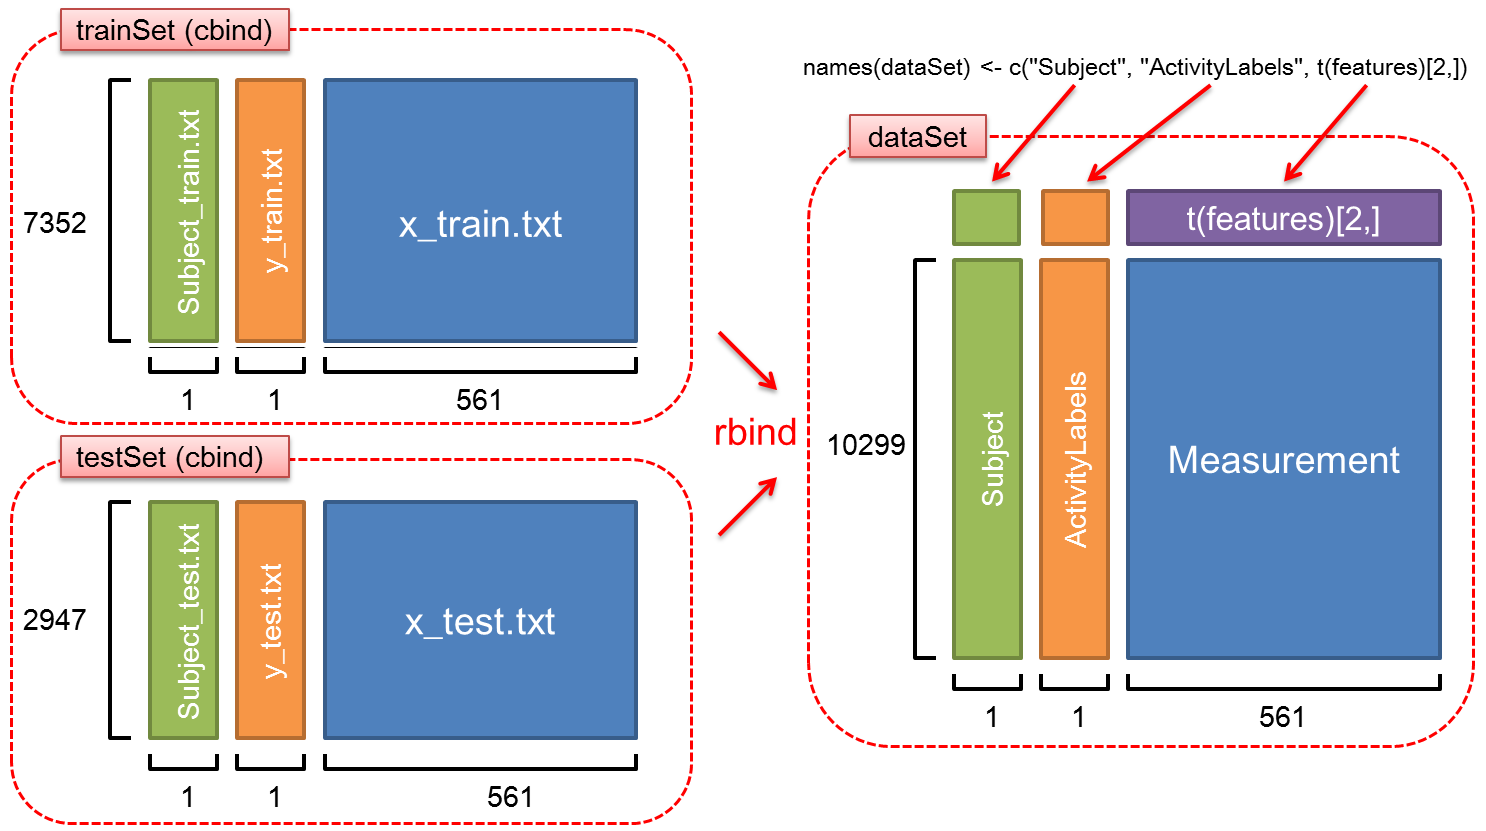 trainSet (cbind)
7352
Subject_train.txt
y_train.txt
x_train.txt
1
1
561
testSet (cbind)
2947
Subject_test.txt
y_test.txt
x_test.txt
1
1
561
rbind
names(dataSet) <- c("Subject", "ActivityLabels", t(features)[2,])
dataSet
t(features)[2,]
10299
Subject
ActivityLabels
Measurement
1
1
561